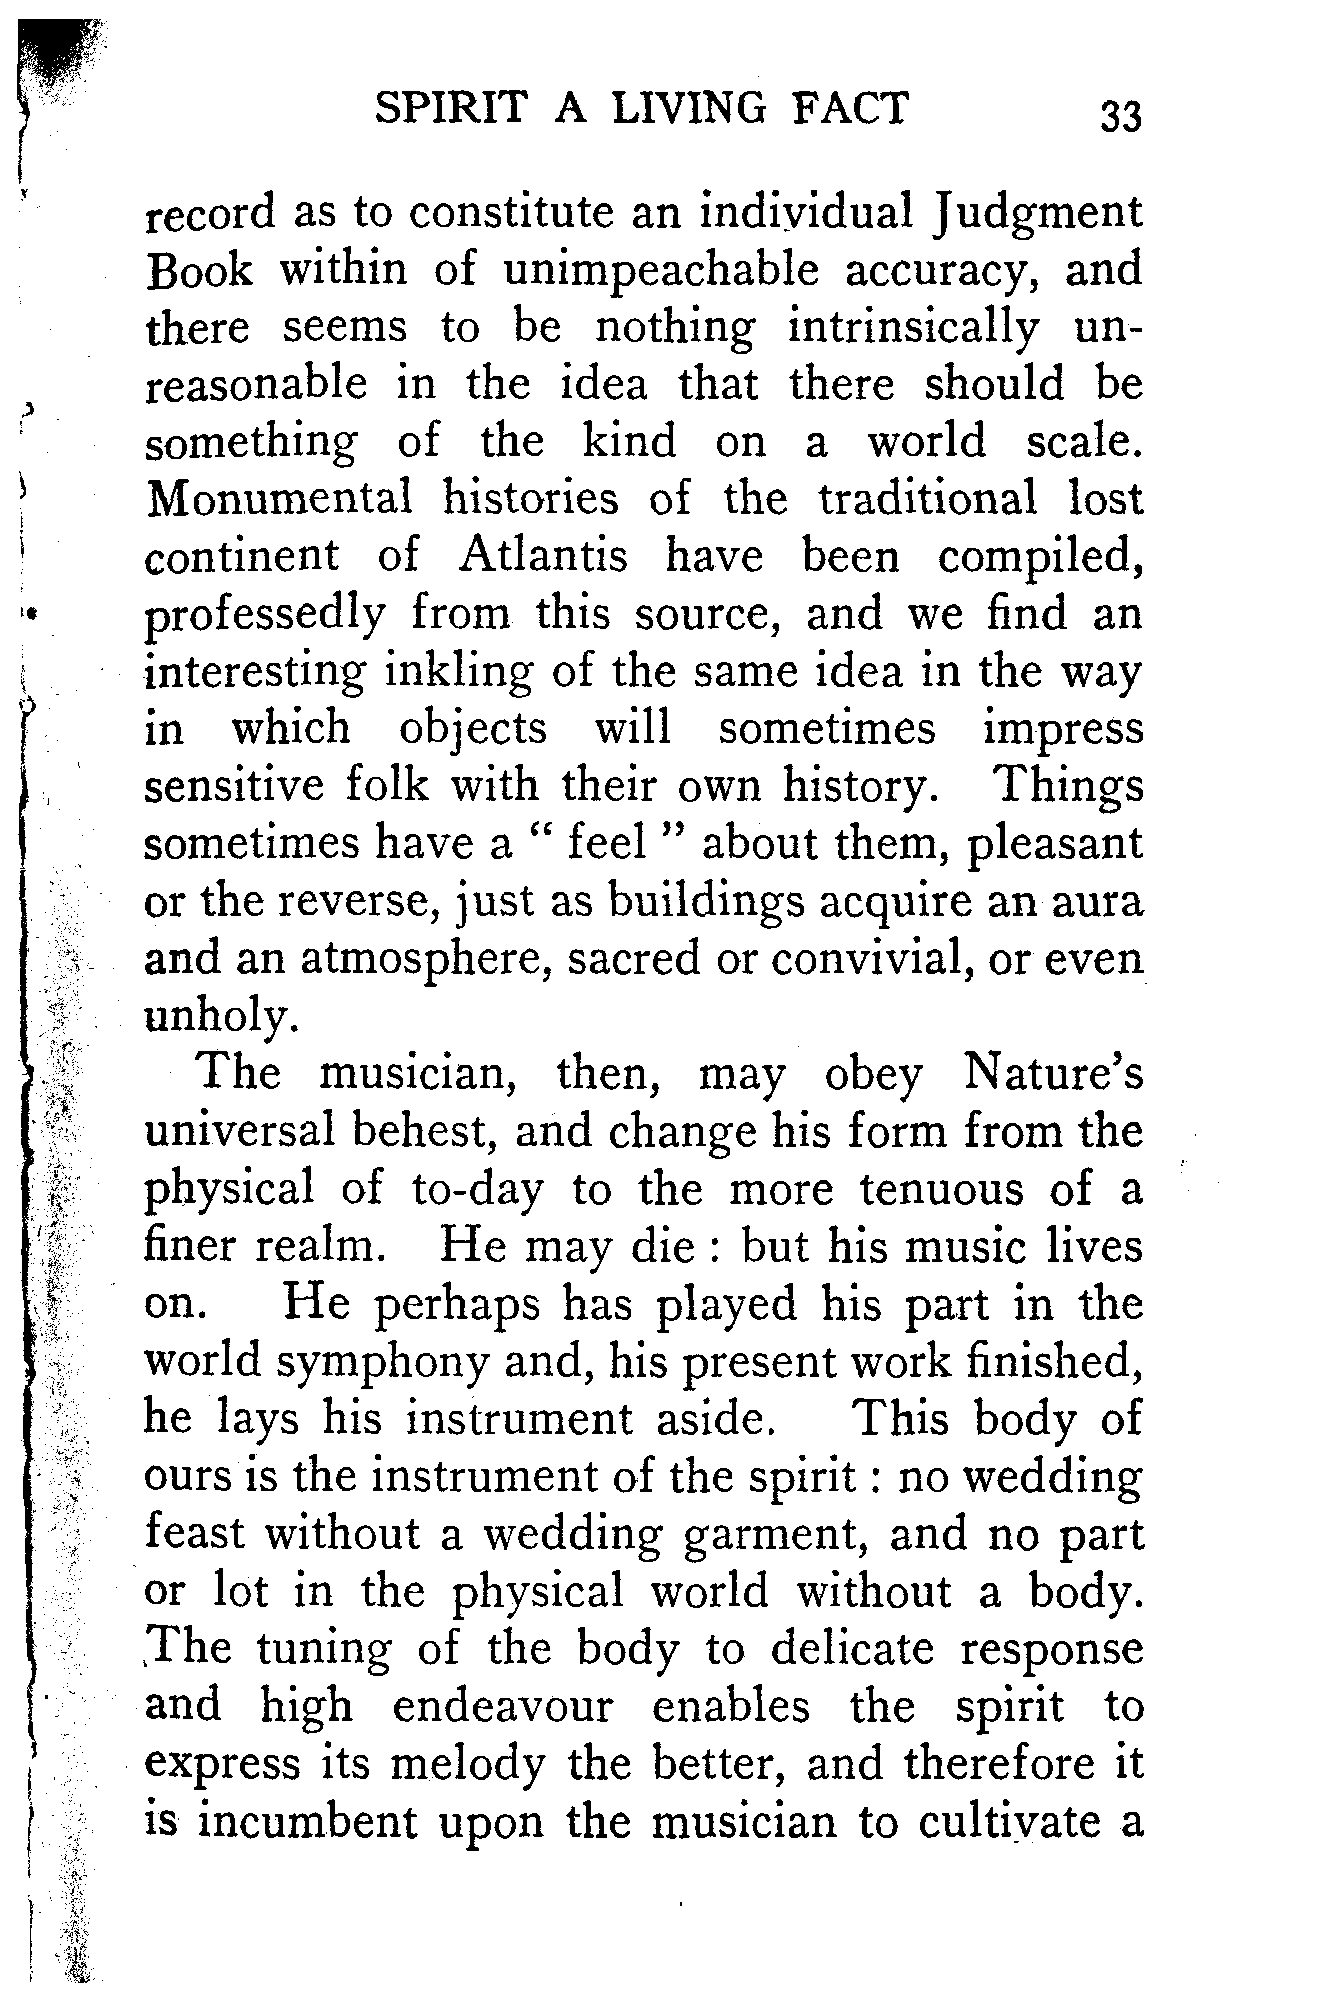 SPIRIT A LIVING FACT 33
record as to constitute an individual Judgment
Book within of unimpeachable accuracy, and
there seems to be nothing intrinsically un-
reasonable in the idea that there should be
something of the kind on a world scale.
Monumental histories of the traditional lost
continent of Atlantis have been compiled,
professedly from this source, and we find an
interesting inkling of the same idea in the way
in which objects will sometimes impress
sensitive folk with their own history. Things
sometimes have a “ feel ” about them, pleasant
or the reverse, just as buildings acquire an aura
and an atmosphere, sacred or convivial, or even
unholy.
The musician, then, may obey Nature’s
universal behest, and change his form from the
physical of to-day to the more tenuous of a
finer realm. He may die : but his music lives
on. He perhaps has played his part in the
world symphony and, his present work finished,
he lays his instrument aside. This body of
ours is the instrument of the spirit : no wedding
feast without a wedding garment, and no part
or lot in the physical world without a body.
The tuning of the body to delicate response
and high endeavour enables the spirit to
express its melody the better, and therefore it
is incumbent upon the musician to cultivate a